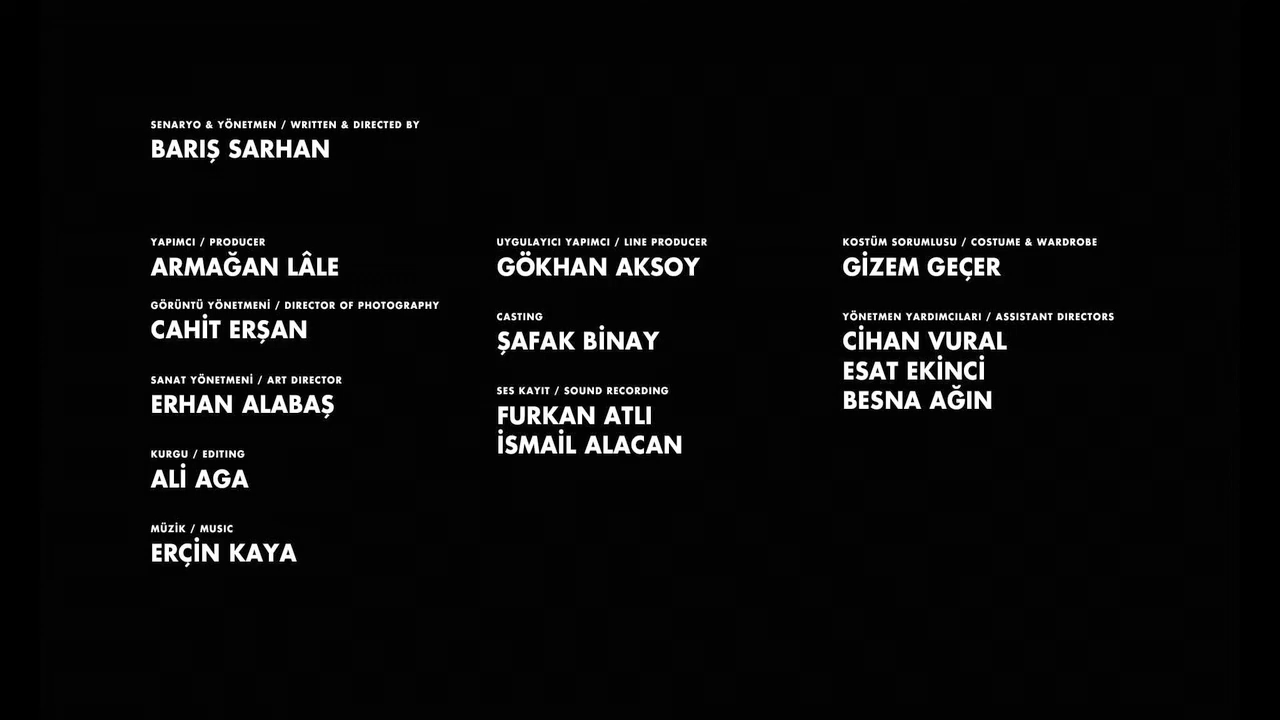 SENARYO & YÖNETMEN / WRITTEN & DIRECTED BY
BARIŞ SARHAN
YAPIMCI / PRODUCER
ARMAĞAN LÂLE
GÖRÜNTÜ YÖNETMENİ / DIRECTOR OF PHOTOGRAPHY
CAHİT ERŞAN
SANAT YÖNETMENİ / ART DIRECTOR
ERHAN ALABAŞ
KURGU / EDITING
ALİ AGA
MÜZİK / MUSIC
ERÇİN KAYA
UYGULAYICI YAPIMCI / LINE PRODUCER
GÖKHAN AKSOY
CASTING
ŞAFAK BİNAY
SES KAYIT / SOUND RECORDING
FURKAN ATLI
İSMAİL ALACAN
KOSTÜM SORUMLUSU / COSTUME & WARDROBE
GİZEM GEÇER
YÖNETMEN YARDIMCILARI / ASSISTANT DIRECTORS
CİHAN VURAL
ESAT EKİNCİ
BESNA AĞIN